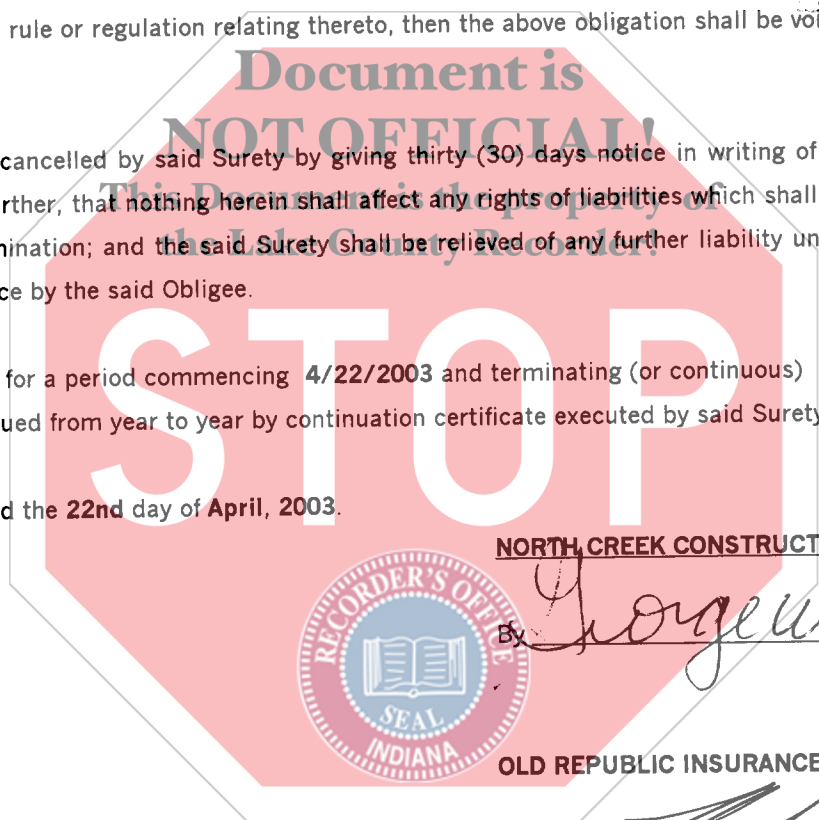 rule or regulation relating thereto, then the above obligation shall be voi
Document is
NOT OFFICIAL!
cancelled by said Surety by giving thirty (30) days notice in writing of
This Document is the property of
rther, that nothing herein shall affect any rights of liabilities which shall
the Lake County Recorder!
mination; and the said Surety shall be relieved of any further liability un
ce by the said Obligee.
STOP
for a period commencing 4/22/2003 and terminating (or continuous)
ued from year to year by continuation certificate executed by said Surety
d the 22nd day of April, 2003.
NORTH CREEK CONSTRUCT
RECORDER'S OFFICE
By George
SEAL
INDIANA
OLD REPUBLIC INSURANCE